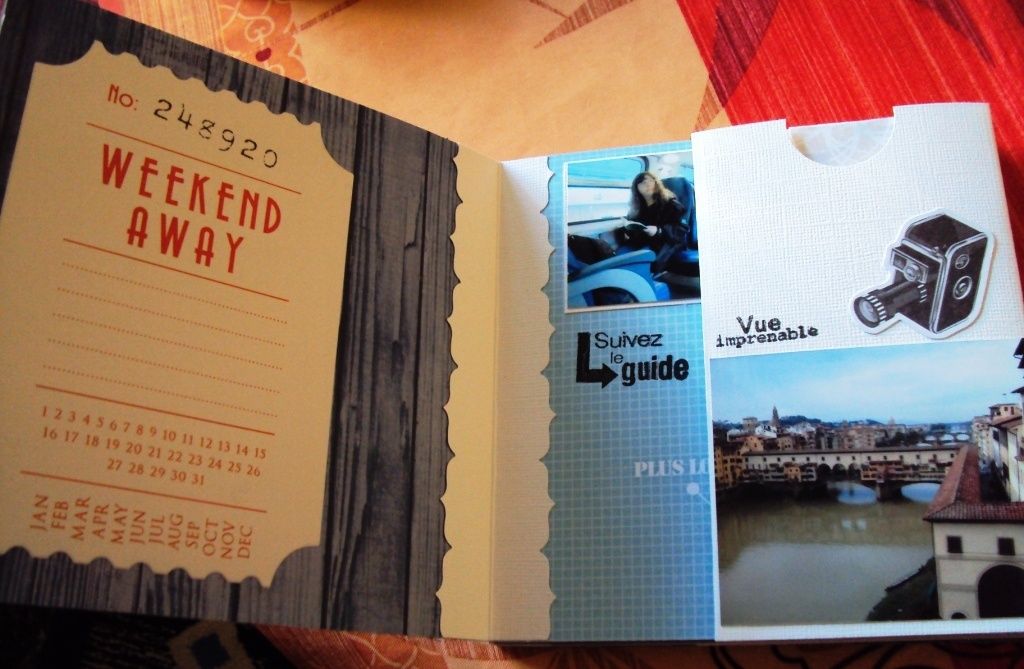 No: 248920
WEEKEND
AWAY
1 2 3 4 5 6 7 8 9 10 11 12 13 14 15
16 17 18 19 20 21 22 23 24 25 26
27 28 29 30 31
JAN
FEB
MAR
APR
MAY
JUN
JUL
AUG
SEP
OCT
NOV
DEC
Suivez
le
guide
PLUS LO
Vue
imprenable